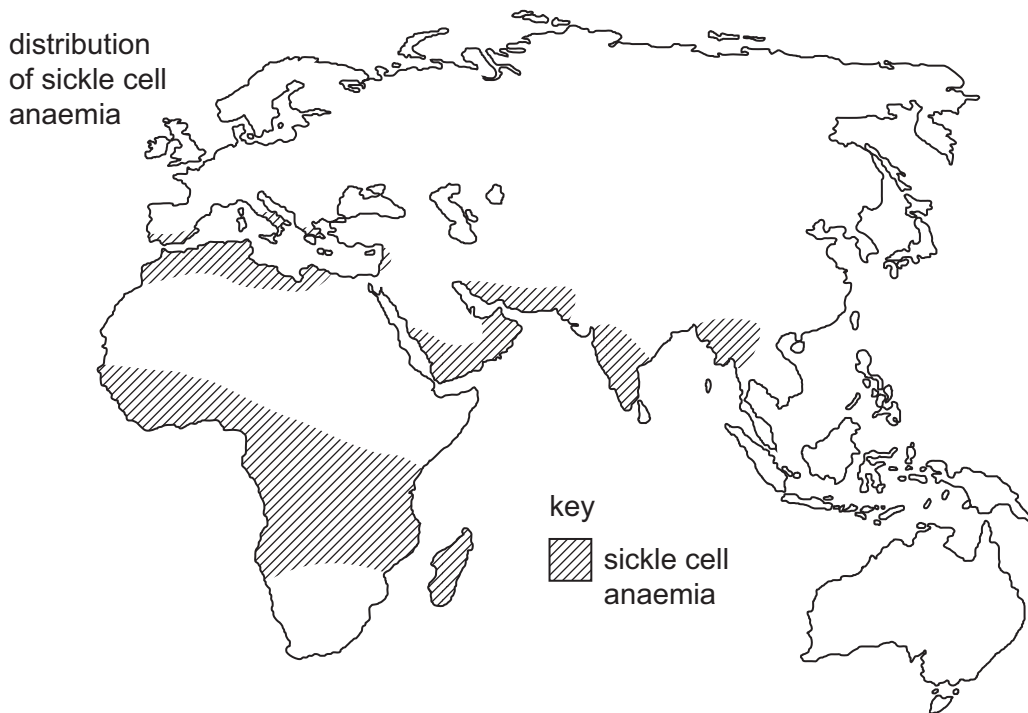 distribution
of sickle cell
anaemia
key
sickle cell
anaemia